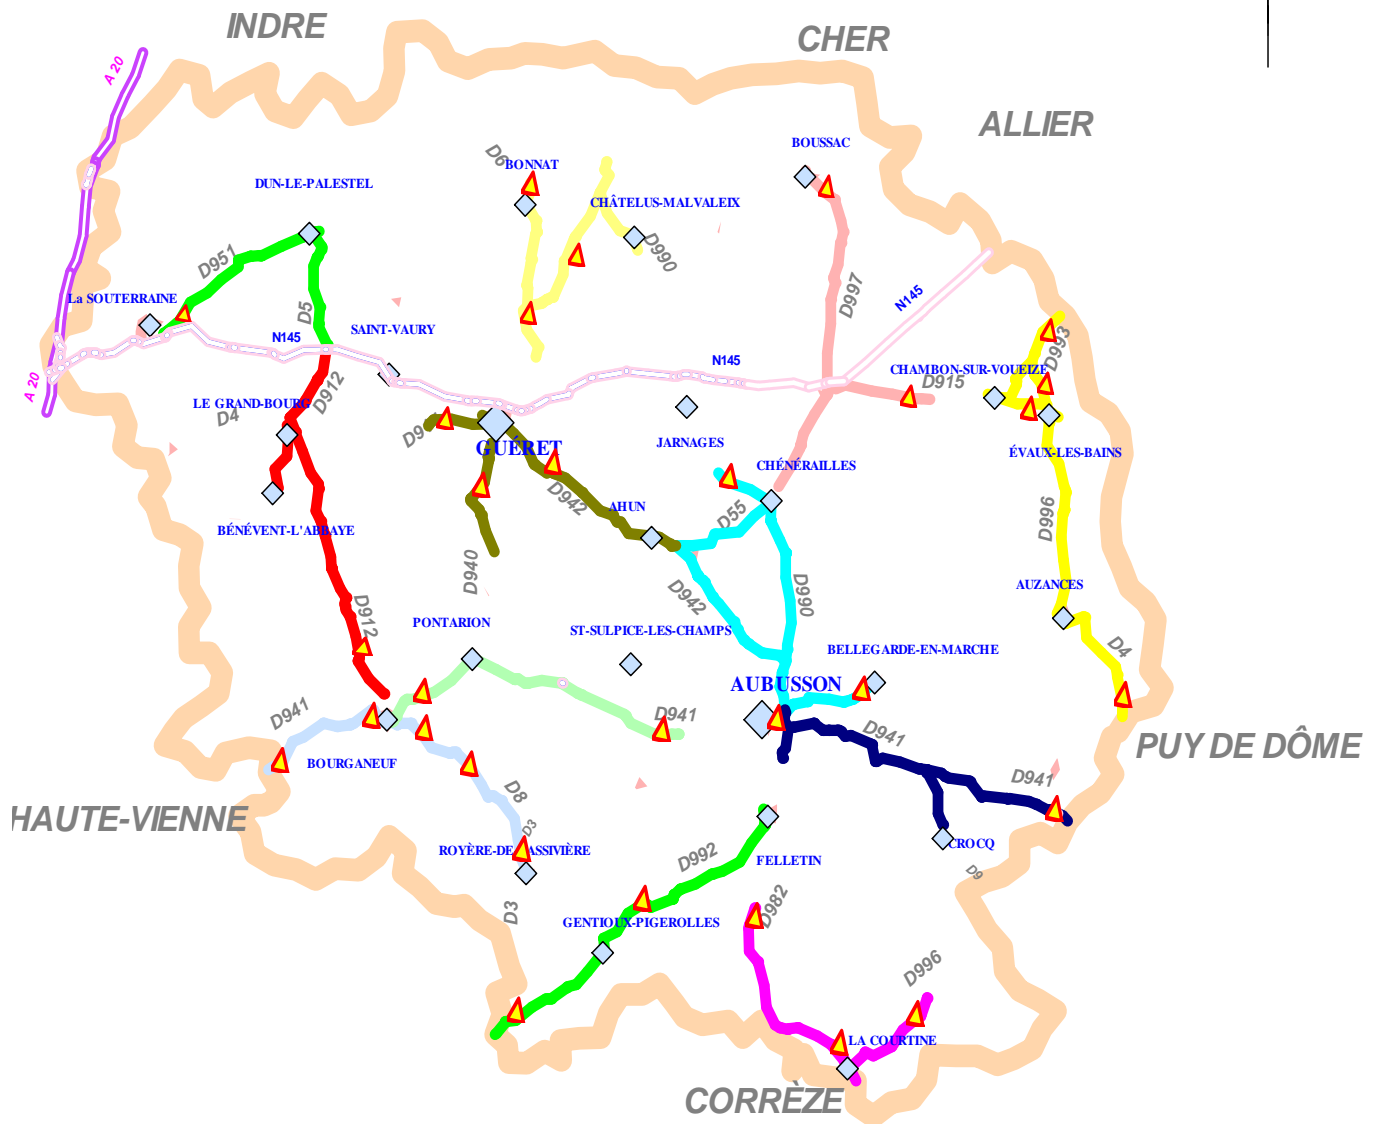 INDRE
CHER
A 20
ALLIER
BOUSSAC
D6
BONNAT
DUN-LE-PALESTEL
CHÂTELUS-MALVALEIX
D990
D951
D997
La SOUTERRAINE
D5
N145
N145
SAINT-VAURY
N145
D993
CHAMBON-SUR-VOUEIZE
D915
A 20
D912
LE GRAND-BOURG
D4
D9
GUÉRET
JARNAGES
ÉVAUX-LES-BAINS
CHÉNÉRAILLES
D942
AHUN
D55
D996
BÉNÉVENT-L'ABBAYE
D940
D942
D990
AUZANCES
D912
PONTARION
ST-SULPICE-LES-CHAMPS
D4
BELLEGARDE-EN-MARCHE
AUBUSSON
D941
D941
D941
PUY DE DÔME
BOURGANEUF
D8
D941
HAUTE-VIENNE
D3
CROCQ
ROYÈRE-DE-VASSIVIÈRE
D992
FELLETIN
D9
D3
D982
GENTIOUX-PIGEROLLES
D996
LA COURTINE
CORRÈZE